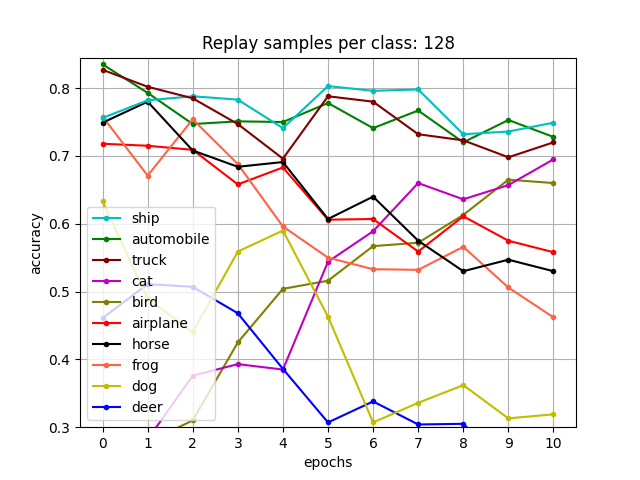 Replay samples per class: 128
accuracy
0.8
0.7
0.6
0.5
0.4
0.3
ship
automobile
truck
cat
bird
airplane
horse
frog
dog
deer
0 1 2 3 4 5 6 7 8 9 10
epochs